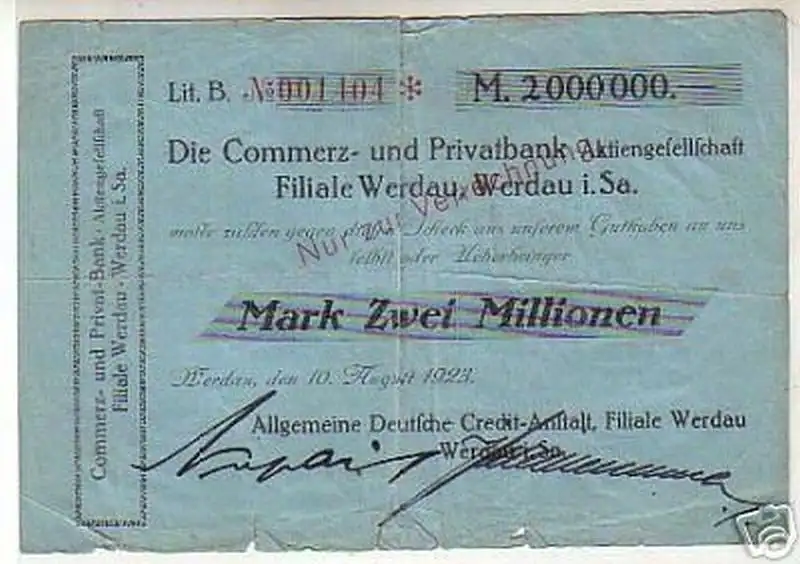 Lit. B. № 001404 * M. 2000000.—
Die Commerz- und Privatbank Aktiengesellschaft
Filiale Werdau, Werdau i. Sa.
wolle zahlen gegen diesen Scheck aus unserem Guthaben an uns
selbst oder Ueberbringer
Nur zur Verrechnung
Mark Zwei Millionen
Werdau, den 10. August 1923.
Allgemeine Deutsche Credit-Anstalt, Filiale Werdau
Werdau i. Sa.
Commerz- und Privat-Bank · Aktiengesellschaft
Filiale Werdau · Werdau i. Sa.